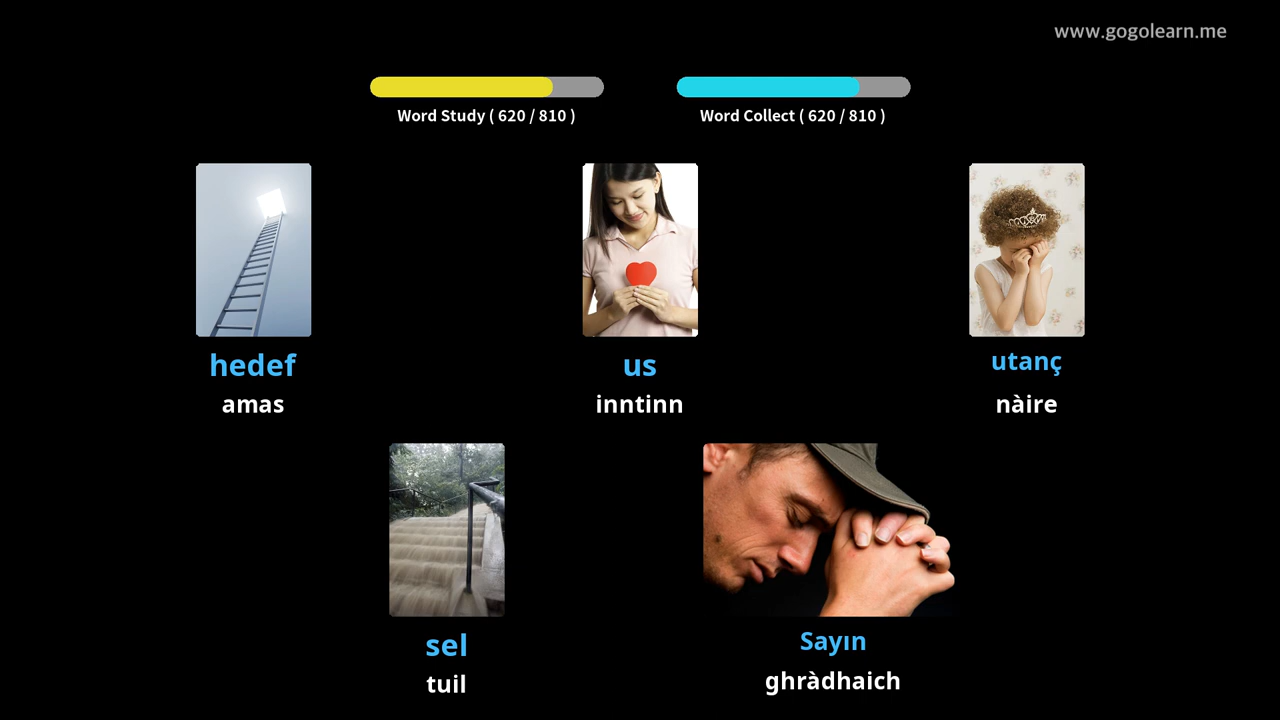 www.gogolearn.me
Word Study ( 620 / 810 )
Word Collect ( 620 / 810 )
hedef
amas
us
inntinn
utanç
nàire
sel
tuil
Sayın
ghràdhaich